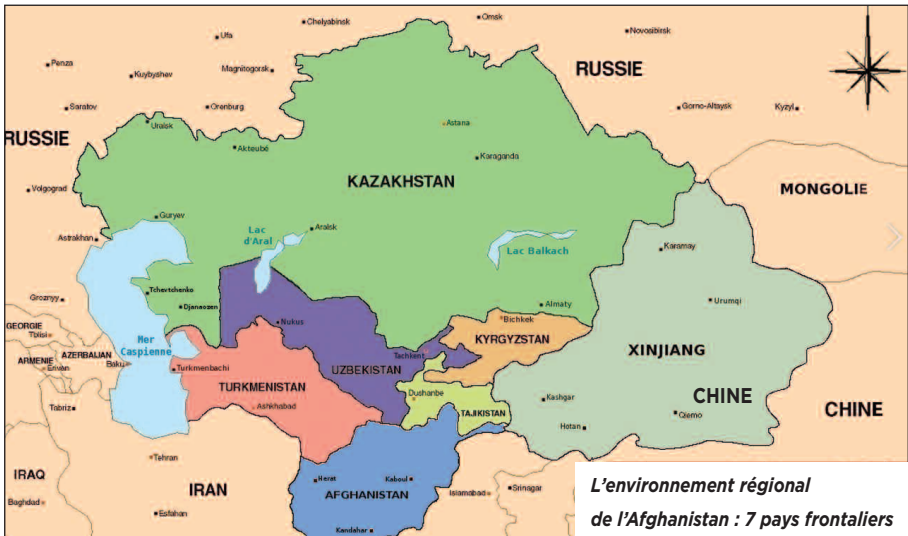 Chelyabinsk
Omsk
Ufa
Novosibirsk
Penza
Kuybyshev
Magnitogorsk
RUSSIE
Saratov
Orenburg
Gorno-Altaysk
Kyzyl
RUSSIE
Uralsk
Astana
Akteubé
Karaganda
KAZAKHSTAN
MONGOLIE
Volgograd
Guryev
Astrakhan
Lac
d'Aral
Aralsk
Lac Balkach
Karamay
Tchevtchenko
Groznyy
Djanaozen
Almaty
Urumqi
GEORGIE
Tblisi
Nukus
Bichkek
KYRGYZSTAN
Mer
Caspienne
AZERBAIJAN
ARMENIE
Erivan
Baku
Turkmenbachi
Tachkent
UZBEKISTAN
XINJIANG
TURKMENISTAN
Dushanbe
CHINE
Tabriz
Ashkhabad
TAJIKISTAN
Kashgar
Qiemo
CHINE
Hotan
Tehran
IRAQ
IRAN
Herat
Kaboul
AFGHANISTAN
Islamabad
Srinagar
Baghdad
Esfahan
Kandahar
L'environnement régional
de l'Afghanistan : 7 pays frontaliers